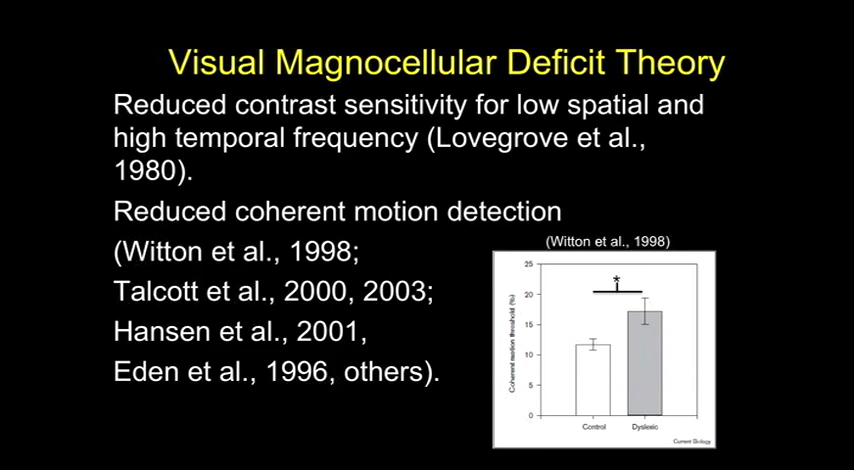 Visual Magnocellular Deficit Theory
Reduced contrast sensitivity for low spatial and
high temporal frequency (Lovegrove et al.,
1980).
Reduced coherent motion detection
(Witton et al., 1998;
Talcott et al., 2000, 2003;
Hansen et al., 2001,
Eden et al., 1996, others).
(Witton et al., 1998)
Coherent motion threshold (%)
25
20
15
10
5
0
*
Control Dyslexic
Current Biology